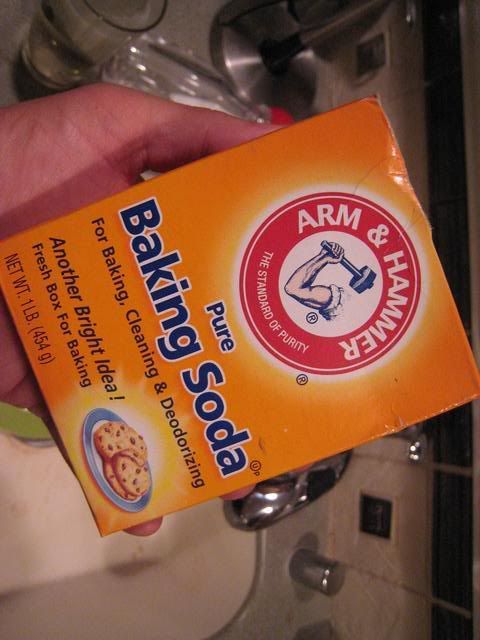 ARM & HAMMER
THE STANDARD OF PURITY
®
®
Pure
Baking Soda
For Baking, Cleaning & Deodorizing
Another Bright Idea!
Fresh Box For Baking
NET WT. 1 LB. (454 g)